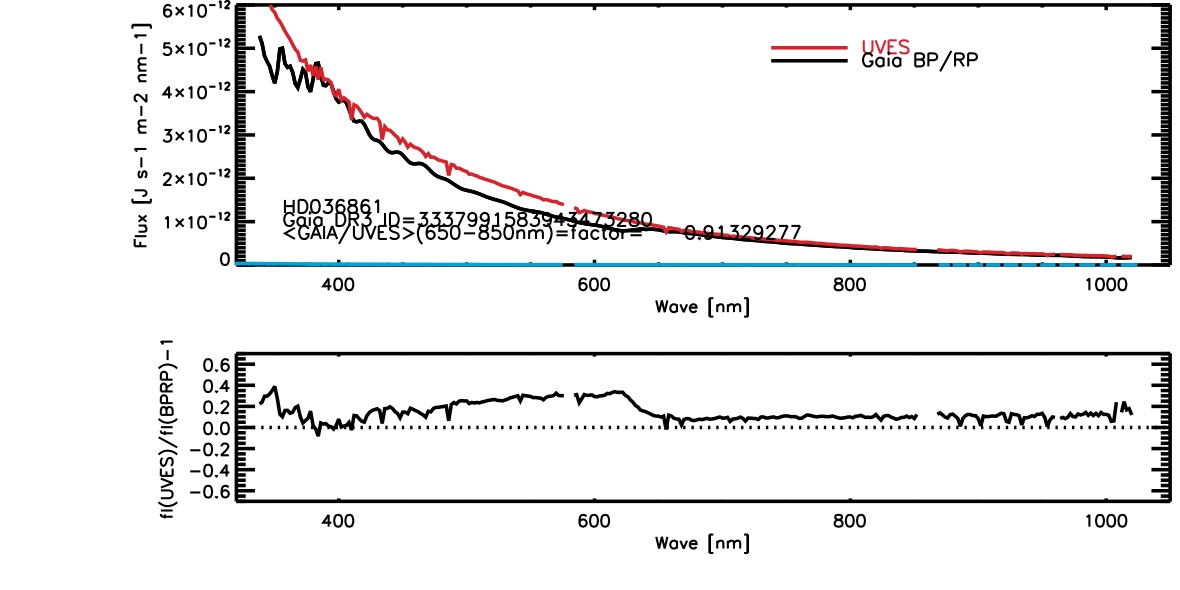 6×10−12
5×10−12
4×10−12
3×10−12
2×10−12
1×10−12
0
Flux [J s−1 m−2 nm−1]
UVES
Gaia BP/RP
HD036861
Gaia DR3 ID=3337991583943473280
<GAIA/UVES>(650−850nm)=factor= 0.91329277
400 600 800 1000
Wave [nm]
fl(UVES)/fl(BPRP)−1
0.6
0.4
0.2
0.0
−0.2
−0.4
−0.6
400 600 800 1000
Wave [nm]